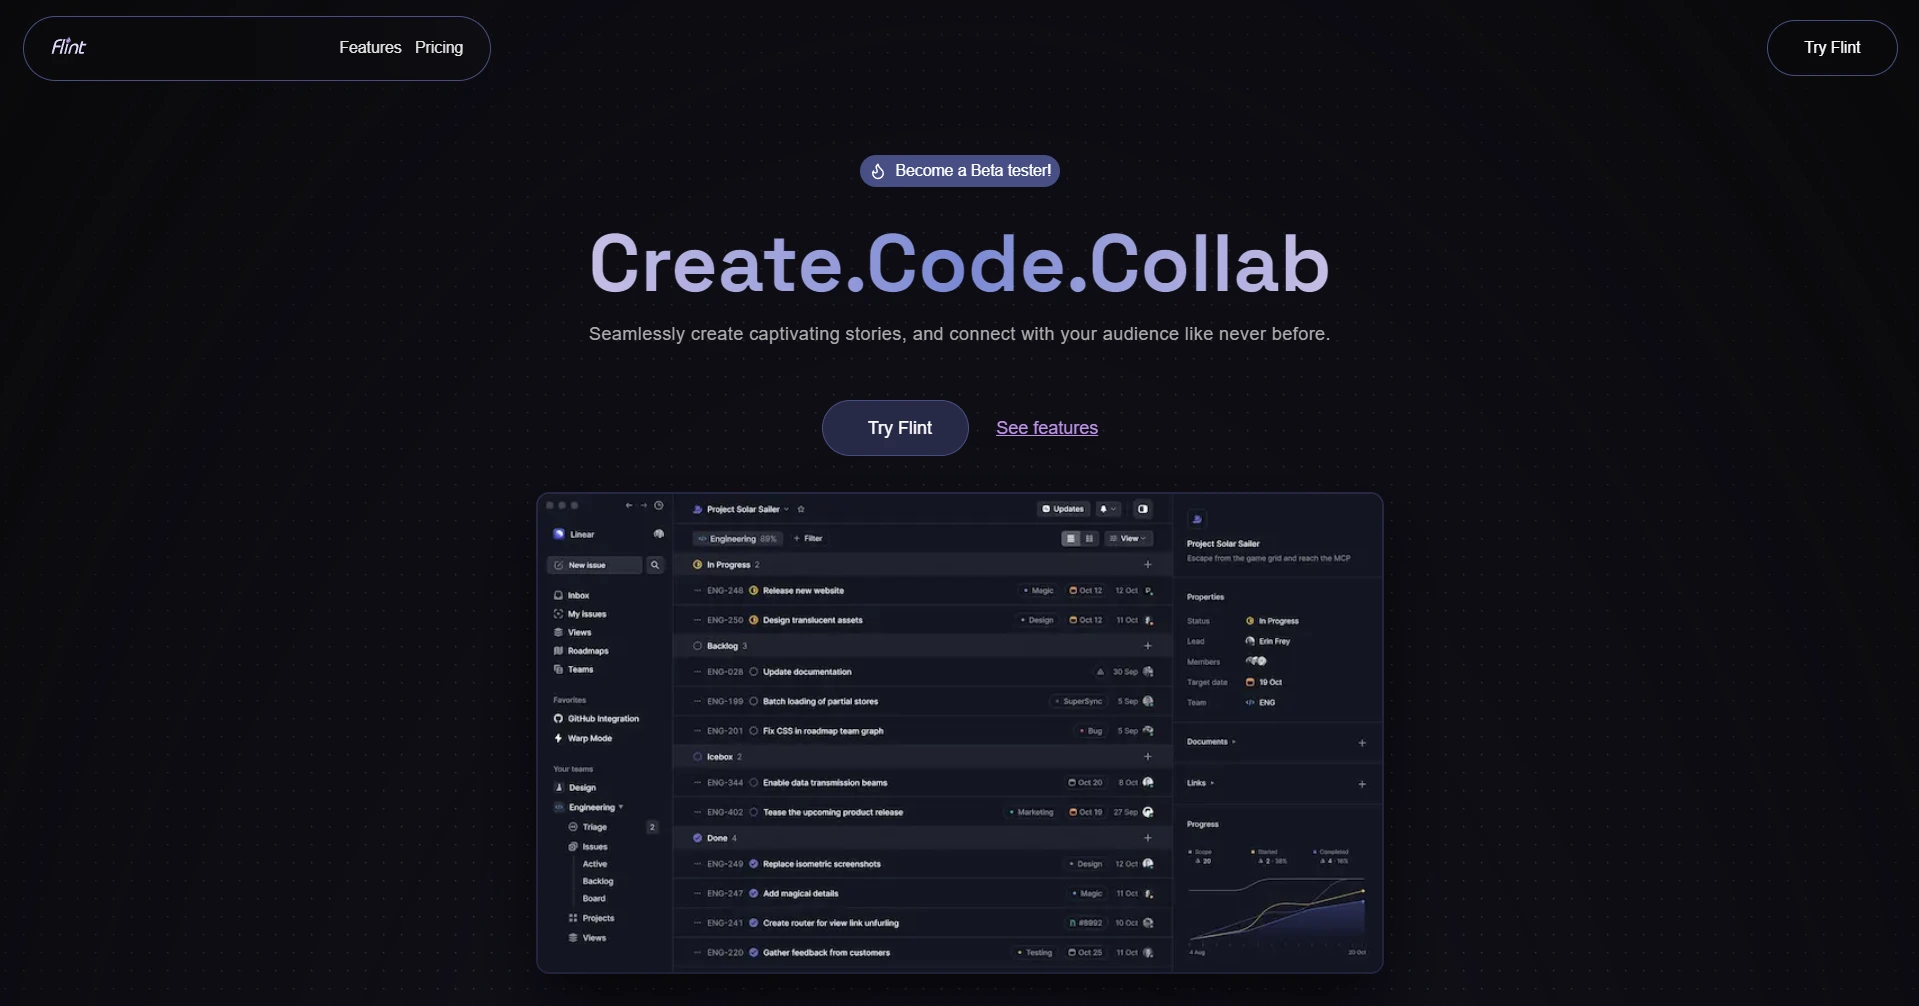 Flint
Features Pricing
Try Flint
Become a Beta tester!
Create.Code.Collab
Seamlessly create captivating stories, and connect with your audience like never before.
Try Flint
See features
Linear
New issue
Inbox
My issues
Views
Roadmaps
Teams
Favorites
GitHub Integration
Warp Mode
Your teams
Design
Engineering
Triage 2
Issues
Active
Backlog
Board
Projects
Views
Project Solar Sailer
Updates
Engineering 89% + Filter
View
In Progress 2
ENG-248 Release new website Magic Oct 12 12 Oct
ENG-250 Design translucent assets Design Oct 12 11 Oct
Backlog 3
ENG-028 Update documentation 30 Sep
ENG-199 Batch loading of partial stores SuperSync 5 Sep
ENG-201 Fix CSS in roadmap team graph Bug 5 Sep
Icebox 2
ENG-344 Enable data transmission beams Oct 20 8 Oct
ENG-402 Tease the upcoming product release Marketing Oct 19 27 Sep
Done 4
ENG-249 Replace isometric screenshots Design 12 Oct
ENG-247 Add magical details Magic 11 Oct
ENG-241 Create router for view link unfurling #8992 10 Oct
ENG-220 Gather feedback from customers Testing Oct 25 11 Oct
Project Solar Sailer
Escape from the game grid and reach the MCP
Properties
Status In Progress
Lead Erin Frey
Members
Target date 19 Oct
Team ENG
Documents
Links
Progress
Scope Started Completed
20 2 · 38% 4 · 16%
4 Aug 20 Oct